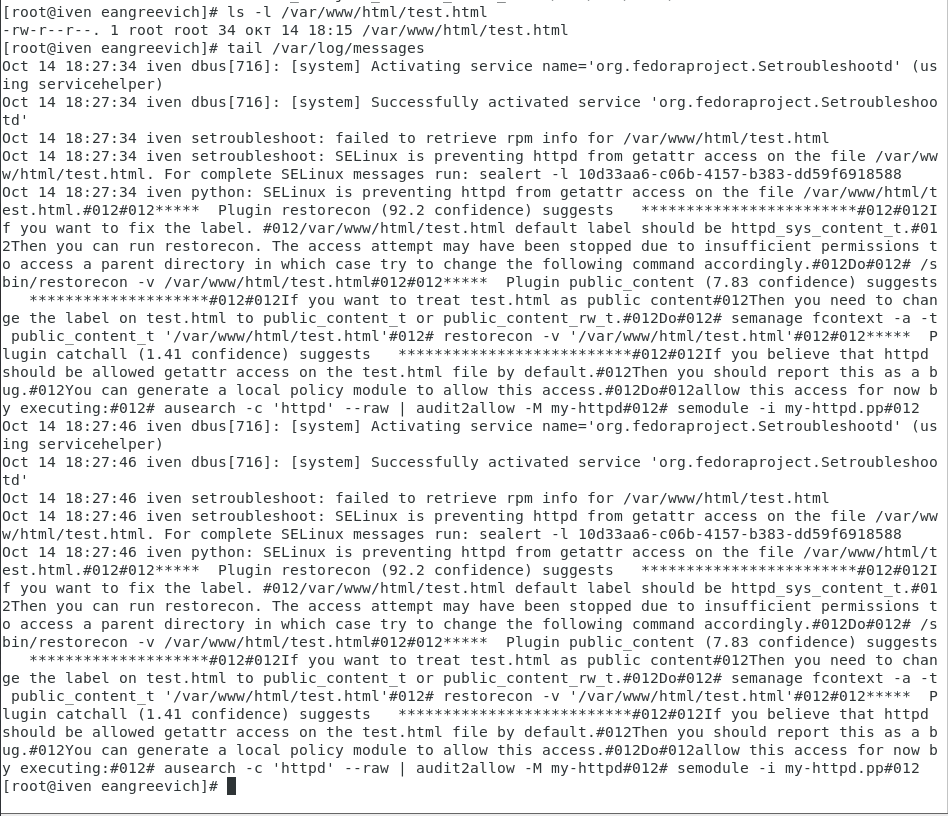 [root@iven eangreevich]# ls -l /var/www/html/test.html
-rw-r--r--. 1 root root 34 окт 14 18:15 /var/www/html/test.html
[root@iven eangreevich]# tail /var/log/messages
Oct 14 18:27:34 iven dbus[716]: [system] Activating service name='org.fedoraproject.Setroubleshootd' (us
ing servicehelper)
Oct 14 18:27:34 iven dbus[716]: [system] Successfully activated service 'org.fedoraproject.Setroubleshoo
td'
Oct 14 18:27:34 iven setroubleshoot: failed to retrieve rpm info for /var/www/html/test.html
Oct 14 18:27:34 iven setroubleshoot: SELinux is preventing httpd from getattr access on the file /var/ww
w/html/test.html. For complete SELinux messages run: sealert -l 10d33aa6-c06b-4157-b383-dd59f6918588
Oct 14 18:27:34 iven python: SELinux is preventing httpd from getattr access on the file /var/www/html/t
est.html.#012#012*****  Plugin restorecon (92.2 confidence) suggests   ************************#012#012I
f you want to fix the label. #012/var/www/html/test.html default label should be httpd_sys_content_t.#01
2Then you can run restorecon. The access attempt may have been stopped due to insufficient permissions t
o access a parent directory in which case try to change the following command accordingly.#012Do#012# /s
bin/restorecon -v /var/www/html/test.html#012#012*****  Plugin public_content (7.83 confidence) suggests
   ********************#012#012If you want to treat test.html as public content#012Then you need to chan
ge the label on test.html to public_content_t or public_content_rw_t.#012Do#012# semanage fcontext -a -t
 public_content_t '/var/www/html/test.html'#012# restorecon -v '/var/www/html/test.html'#012#012*****  P
lugin catchall (1.41 confidence) suggests   **************************#012#012If you believe that httpd 
should be allowed getattr access on the test.html file by default.#012Then you should report this as a b
ug.#012You can generate a local policy module to allow this access.#012Do#012allow this access for now b
y executing:#012# ausearch -c 'httpd' --raw | audit2allow -M my-httpd#012# semodule -i my-httpd.pp#012
Oct 14 18:27:46 iven dbus[716]: [system] Activating service name='org.fedoraproject.Setroubleshootd' (us
ing servicehelper)
Oct 14 18:27:46 iven dbus[716]: [system] Successfully activated service 'org.fedoraproject.Setroubleshoo
td'
Oct 14 18:27:46 iven setroubleshoot: failed to retrieve rpm info for /var/www/html/test.html
Oct 14 18:27:46 iven setroubleshoot: SELinux is preventing httpd from getattr access on the file /var/ww
w/html/test.html. For complete SELinux messages run: sealert -l 10d33aa6-c06b-4157-b383-dd59f6918588
Oct 14 18:27:46 iven python: SELinux is preventing httpd from getattr access on the file /var/www/html/t
est.html.#012#012*****  Plugin restorecon (92.2 confidence) suggests   ************************#012#012I
f you want to fix the label. #012/var/www/html/test.html default label should be httpd_sys_content_t.#01
2Then you can run restorecon. The access attempt may have been stopped due to insufficient permissions t
o access a parent directory in which case try to change the following command accordingly.#012Do#012# /s
bin/restorecon -v /var/www/html/test.html#012#012*****  Plugin public_content (7.83 confidence) suggests
   ********************#012#012If you want to treat test.html as public content#012Then you need to chan
ge the label on test.html to public_content_t or public_content_rw_t.#012Do#012# semanage fcontext -a -t
 public_content_t '/var/www/html/test.html'#012# restorecon -v '/var/www/html/test.html'#012#012*****  P
lugin catchall (1.41 confidence) suggests   **************************#012#012If you believe that httpd 
should be allowed getattr access on the test.html file by default.#012Then you should report this as a b
ug.#012You can generate a local policy module to allow this access.#012Do#012allow this access for now b
y executing:#012# ausearch -c 'httpd' --raw | audit2allow -M my-httpd#012# semodule -i my-httpd.pp#012
[root@iven eangreevich]#